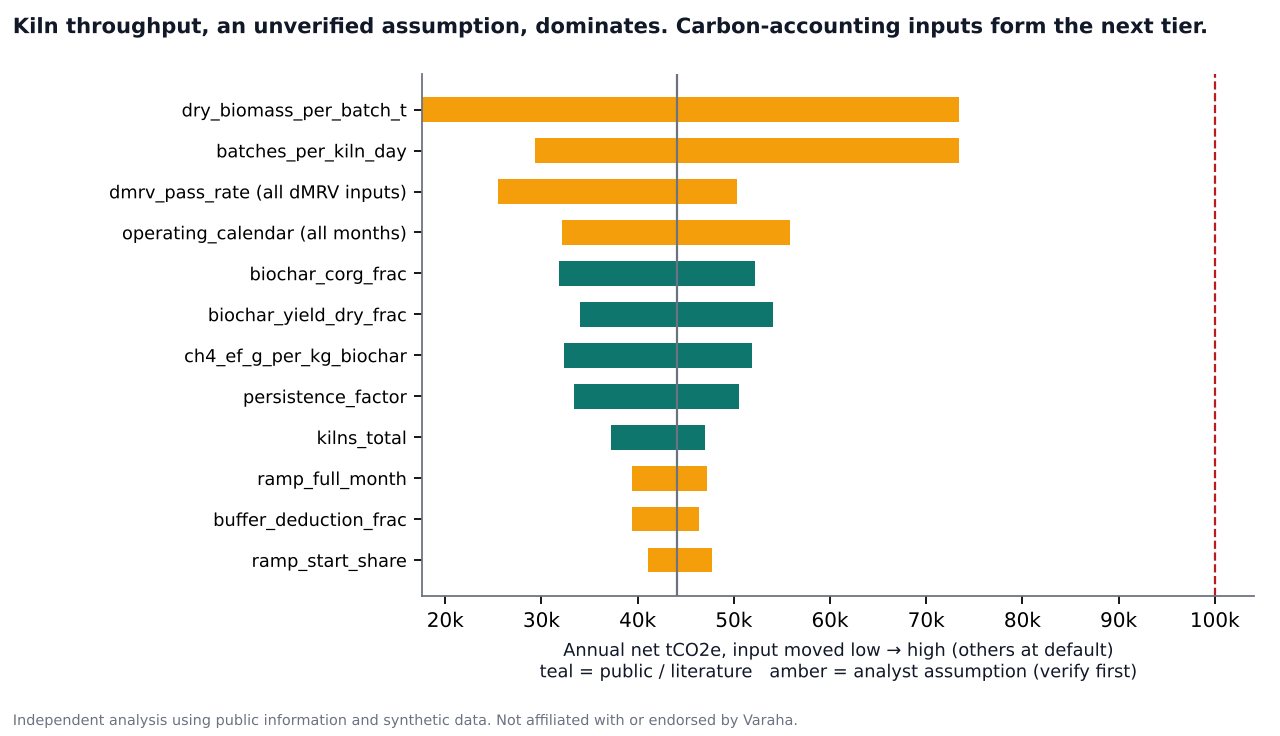 Kiln throughput, an unverified assumption, dominates. Carbon-accounting inputs form the next tier.
dry_biomass_per_batch_t
batches_per_kiln_day
dmrv_pass_rate (all dMRV inputs)
operating_calendar (all months)
biochar_corg_frac
biochar_yield_dry_frac
ch4_ef_g_per_kg_biochar
persistence_factor
kilns_total
ramp_full_month
buffer_deduction_frac
ramp_start_share
20k 30k 40k 50k 60k 70k 80k 90k 100k
Annual net tCO2e, input moved low → high (others at default)
teal = public / literature   amber = analyst assumption (verify first)
Independent analysis using public information and synthetic data. Not affiliated with or endorsed by Varaha.